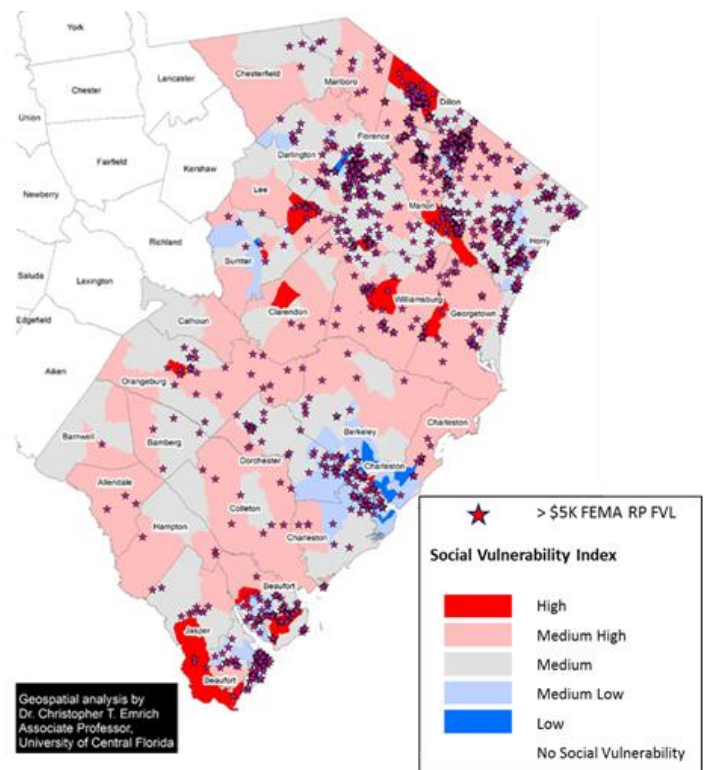 York
Lancaster
Chester
Union
Fairfield
Kershaw
Newberry
Richland
Saluda
Lexington
Edgefield
Aiken
Chesterfield
Marlboro
Dillon
Florence
Darlington
Lee
Marion
Horry
Sumter
Clarendon
Williamsburg
Georgetown
Calhoun
Orangeburg
Barnwell
Bamberg
Berkeley
Charleston
Dorchester
Charleston
Allendale
Colleton
Hampton
Charleston
Beaufort
Jasper
Beaufort
> $5K FEMA RP FVL
Social Vulnerability Index
High
Medium High
Medium
Medium Low
Low
No Social Vulnerability
Geospatial analysis by
Dr. Christopher T. Emrich
Associate Professor,
University of Central Florida